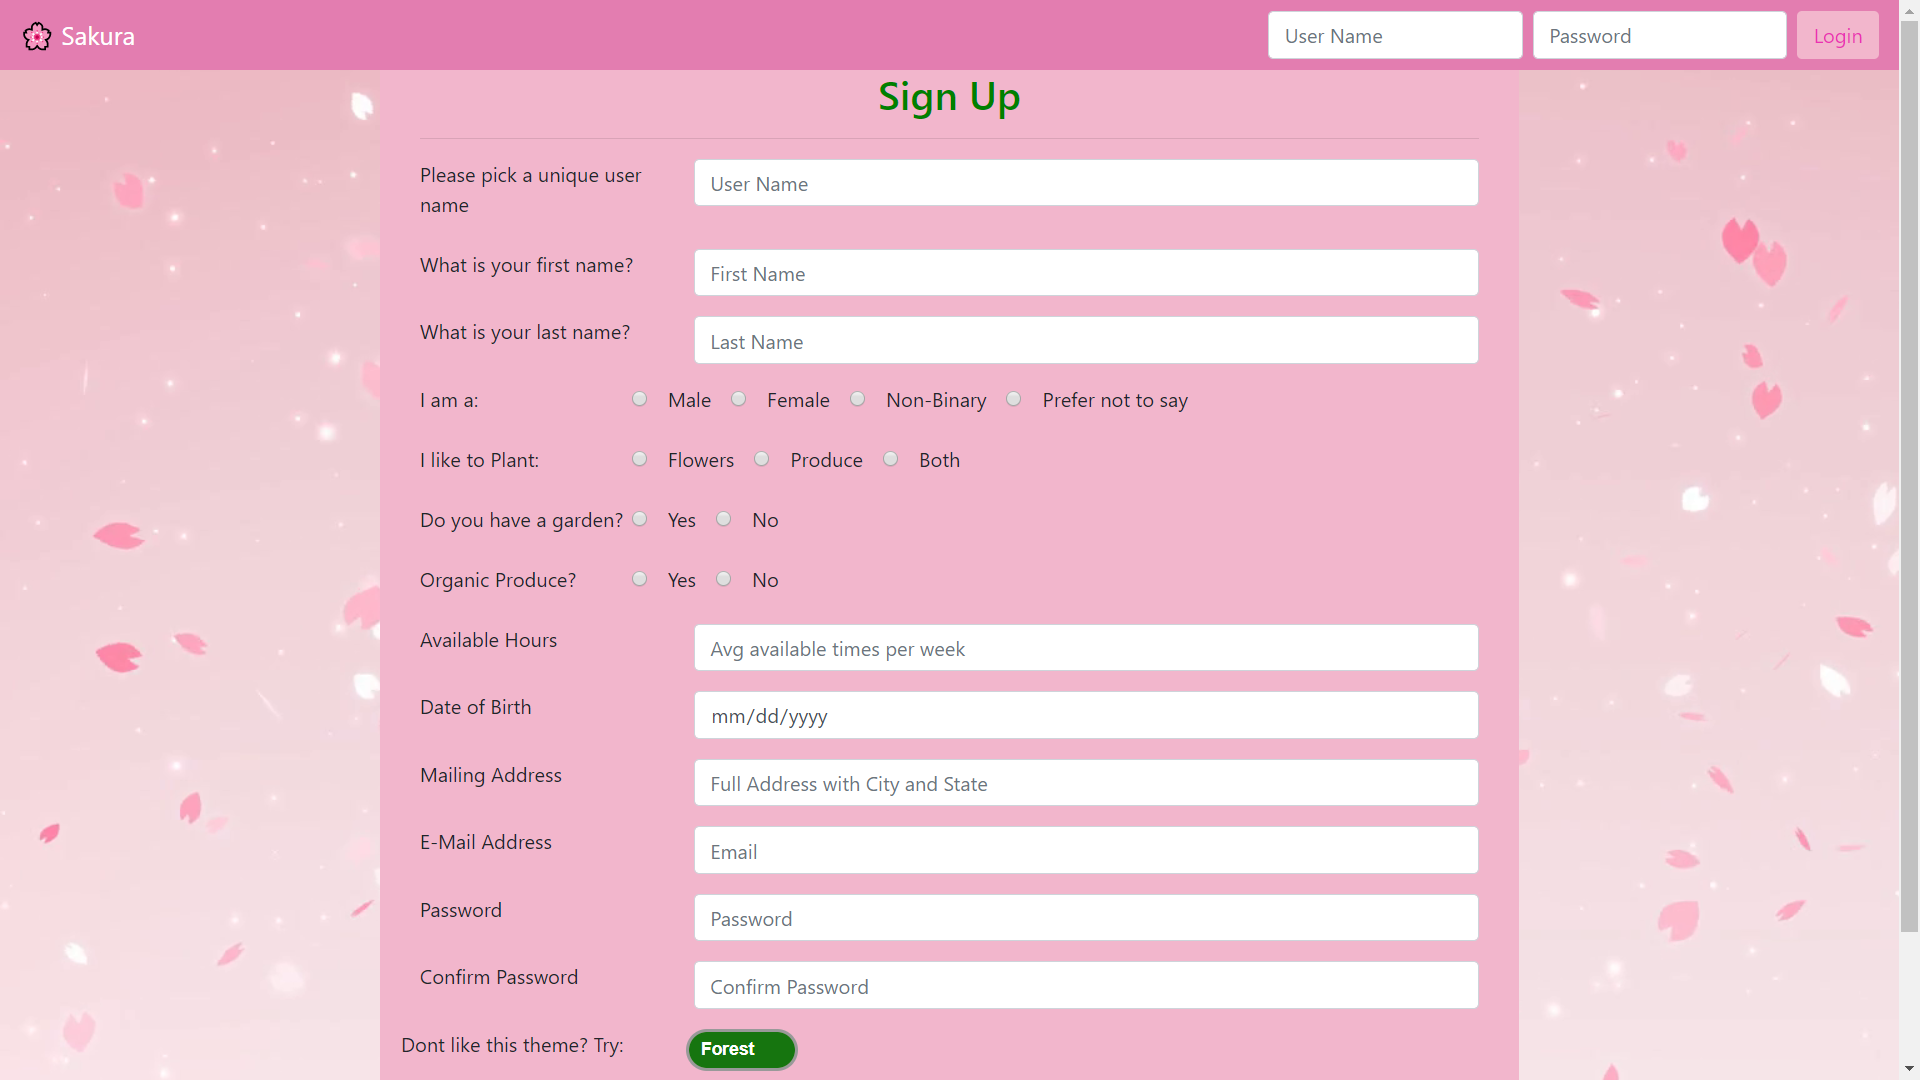 Sakura
User Name
Password
Login
Sign Up
Please pick a unique user
name
User Name
What is your first name?
First Name
What is your last name?
Last Name
I am a: Male Female Non-Binary Prefer not to say
I like to Plant: Flowers Produce Both
Do you have a garden? Yes No
Organic Produce? Yes No
Available Hours
Avg available times per week
Date of Birth
mm/dd/yyyy
Mailing Address
Full Address with City and State
E-Mail Address
Email
Password
Password
Confirm Password
Confirm Password
Dont like this theme? Try:
Forest